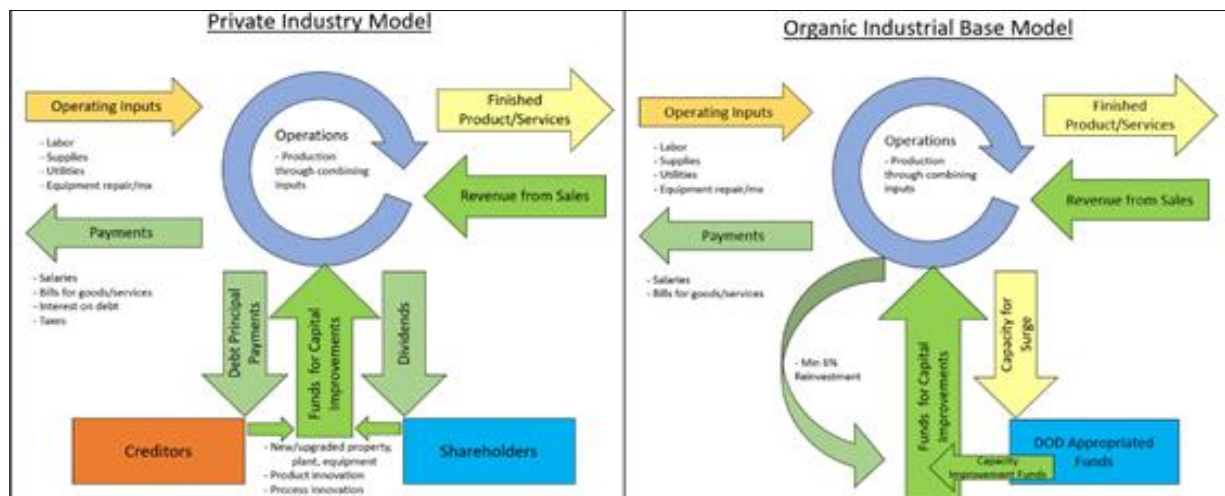 Private Industry Model
Operating Inputs
- Labor
- Supplies
- Utilities
- Equipment repair/mx
Operations
- Production
through combining
inputs
Finished
Product/Services
Revenue from Sales
Payments
- Salaries
- Bills for goods/services
- Interest on debt
- Taxes
Debt Principal
Payments
Funds for Capital
Improvements
Dividends
Creditors
Shareholders
- New/upgraded property,
plant, equipment
- Product innovation
- Process innovation
Organic Industrial Base Model
Operating Inputs
- Labor
- Supplies
- Utilities
- Equipment repair/mx
Operations
- Production
through combining
inputs
Finished
Product/Services
Revenue from Sales
Payments
- Salaries
- Bills for goods/services
- Min 6%
Reinvestment
Funds for Capital
Improvements
Capacity for
Surge
DOD Appropriated
Funds
Capacity
Improvement Funds